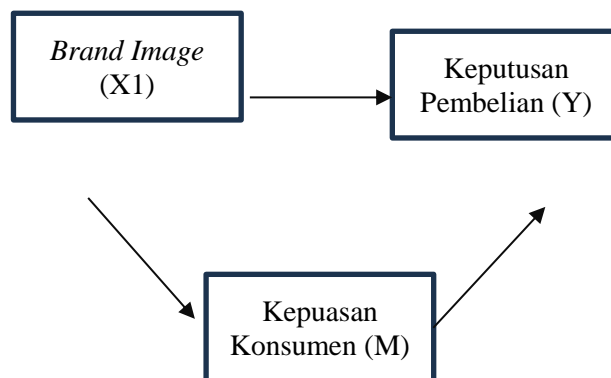 Brand Image
(X1)
Keputusan
Pembelian (Y)
Kepuasan
Konsumen (M)